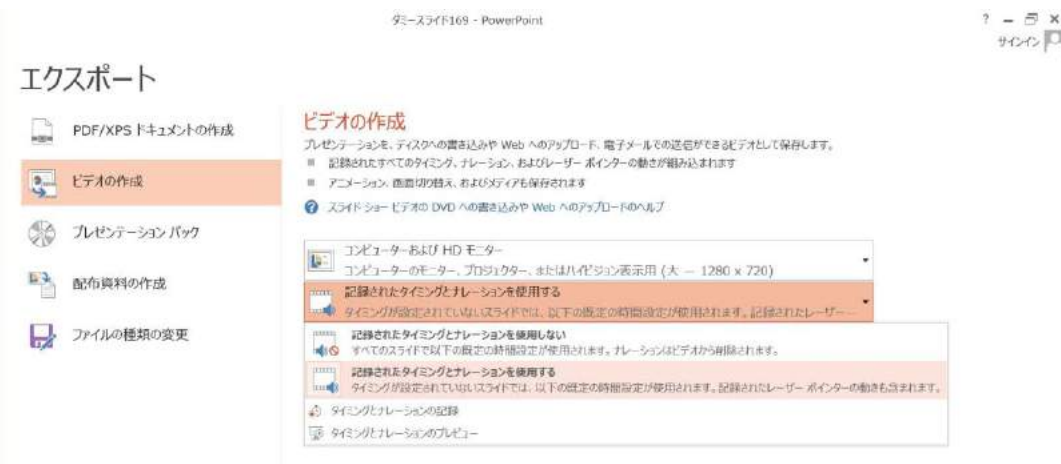 ダミースライド169 - PowerPoint
サインイン
エクスポート
PDF/XPS ドキュメントの作成
ビデオの作成
プレゼンテーション パック
配布資料の作成
ファイルの種類の変更
ビデオの作成
プレゼンテーションを、ディスクへの書き込みや Web へのアップロード、電子メールでの送信ができるビデオとして保存します。
記録されたすべてのタイミング、ナレーション、およびレーザー ポインターの動きが組み込まれます
アニメーション、画面切り替え、およびメディアも保存されます
スライド ショー ビデオの DVD への書き込みや Web へのアップロードのヘルプ
コンピューターおよび HD モニター
コンピューターのモニター、プロジェクター、またはハイビジョン表示用 (大 － 1280 x 720)
記録されたタイミングとナレーションを使用する
タイミングが設定されていないスライドでは、以下の既定の時間設定が使用されます。記録されたレーザー ...
記録されたタイミングとナレーションを使用しない
すべてのスライドで以下の既定の時間設定が使用されます。ナレーションはビデオから削除されます。
記録されたタイミングとナレーションを使用する
タイミングが設定されていないスライドでは、以下の既定の時間設定が使用されます。記録されたレーザー ポインターの動きも含まれます。
タイミングとナレーションの記録
タイミングとナレーションのプレビュー